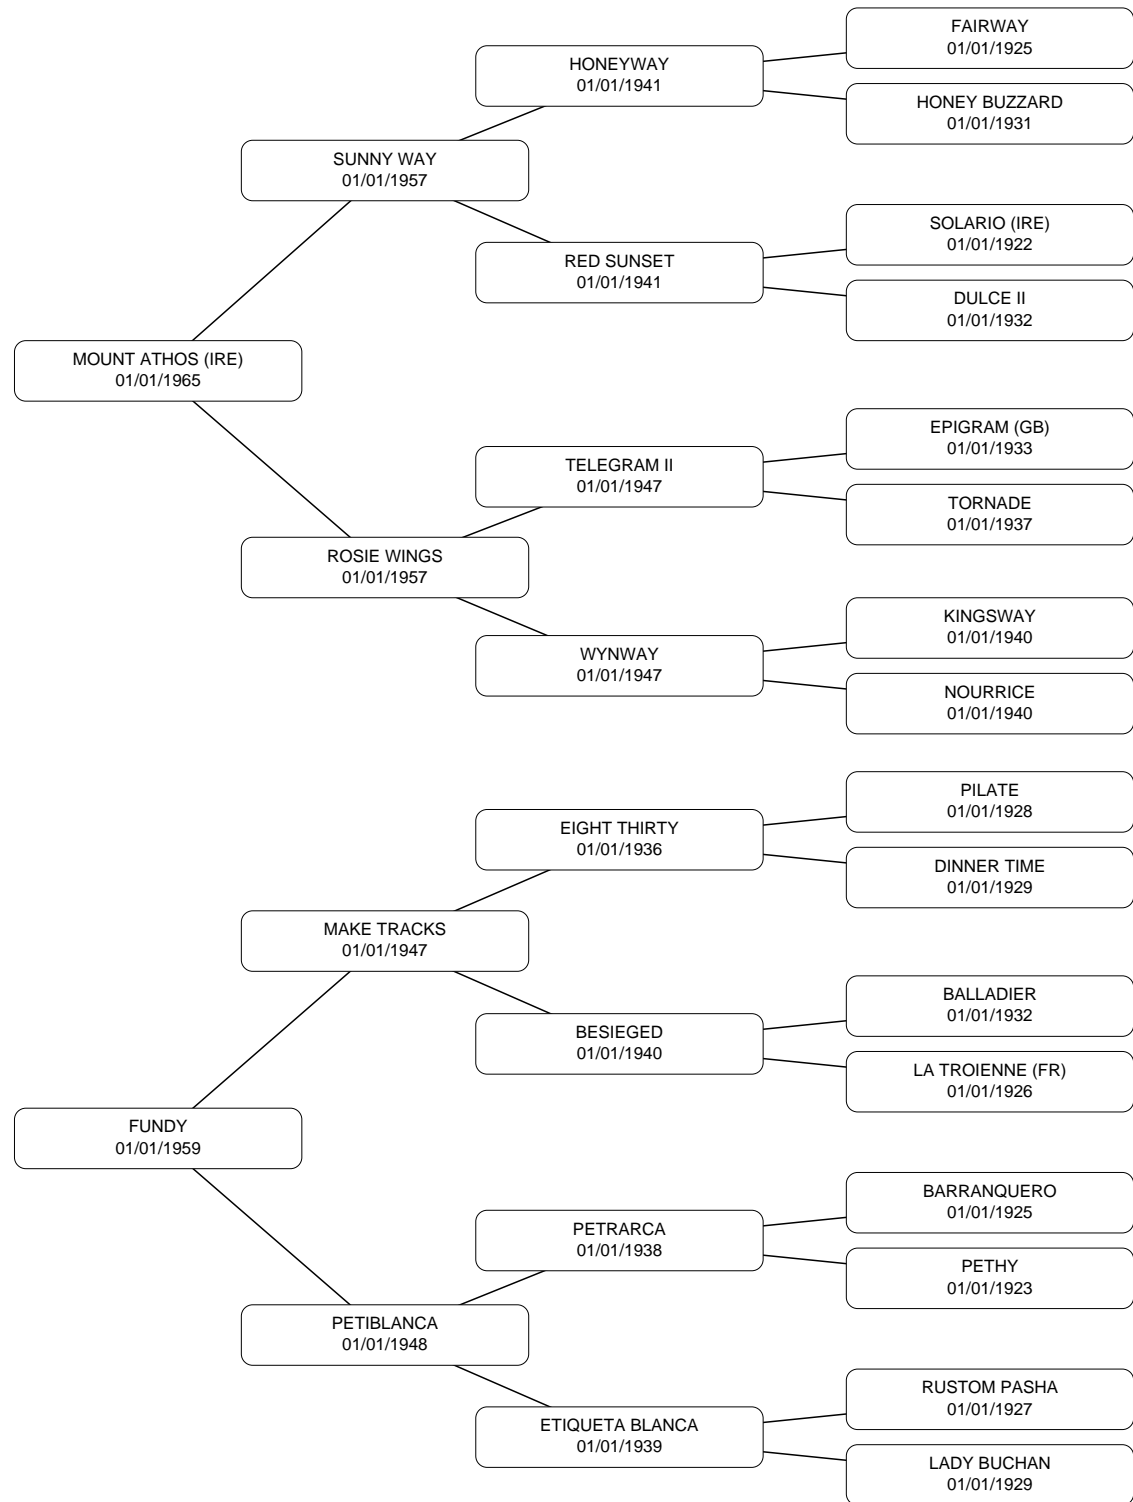 FAIRWAY
01/01/1925
HONEYWAY
01/01/1941
HONEY BUZZARD
01/01/1931
SUNNY WAY
01/01/1957
SOLARIO (IRE)
01/01/1922
RED SUNSET
01/01/1941
DULCE II
01/01/1932
MOUNT ATHOS (IRE)
01/01/1965
EPIGRAM (GB)
01/01/1933
TELEGRAM II
01/01/1947
TORNADE
01/01/1937
ROSIE WINGS
01/01/1957
KINGSWAY
01/01/1940
WYNWAY
01/01/1947
NOURRICE
01/01/1940
PILATE
01/01/1928
EIGHT THIRTY
01/01/1936
DINNER TIME
01/01/1929
MAKE TRACKS
01/01/1947
BALLADIER
01/01/1932
BESIEGED
01/01/1940
LA TROIENNE (FR)
01/01/1926
FUNDY
01/01/1959
BARRANQUERO
01/01/1925
PETRARCA
01/01/1938
PETHY
01/01/1923
PETIBLANCA
01/01/1948
RUSTOM PASHA
01/01/1927
ETIQUETA BLANCA
01/01/1939
LADY BUCHAN
01/01/1929